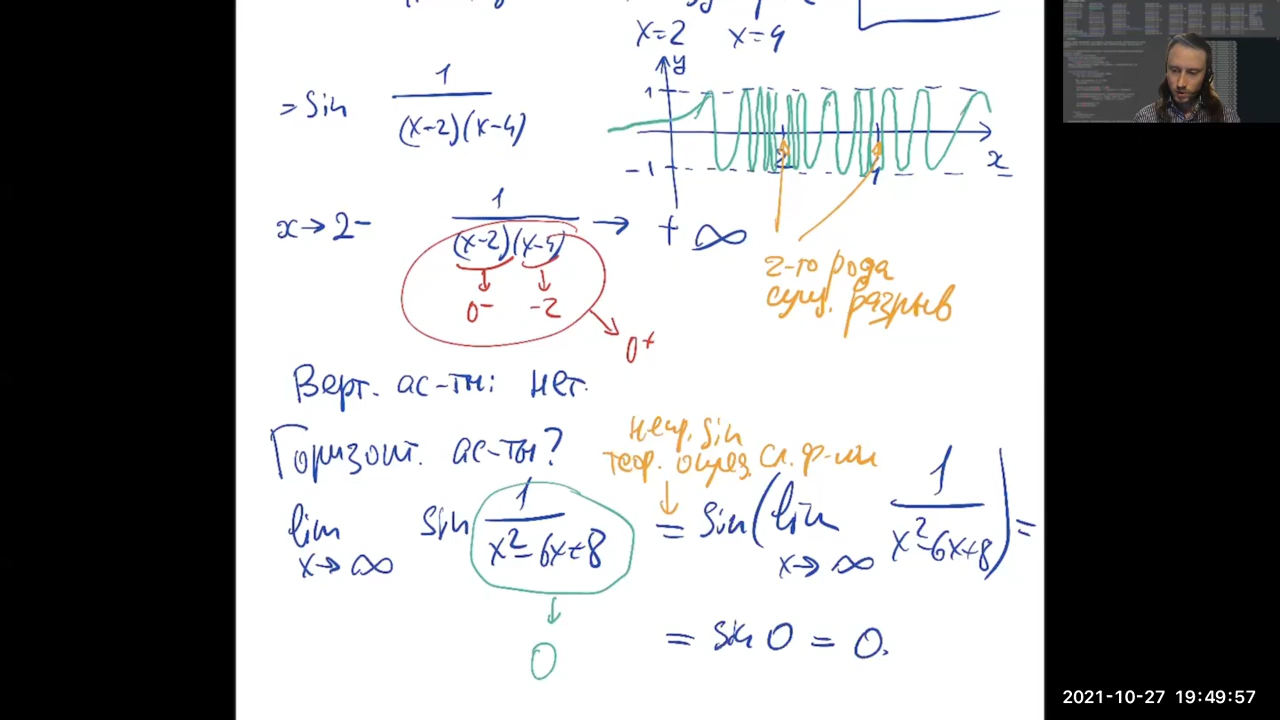 x=2 x=4
= sin 1/((x-2)(x-4))
y
1
-1
2
4
x
x→2- 1/((x-2)(x-4)) → +∞
0- -2
0+
2-го рода
сущ. разрыв
Верт. ас-ты: нет.
Горизонт. ас-ты?
непр. sin
теор. о пред. сл. ф-ии
lim x→∞ sin 1/(x²-6x+8) = sin(lim x→∞ 1/(x²-6x+8)) =
0
= sin 0 = 0.
2021-10-27 19:49:57